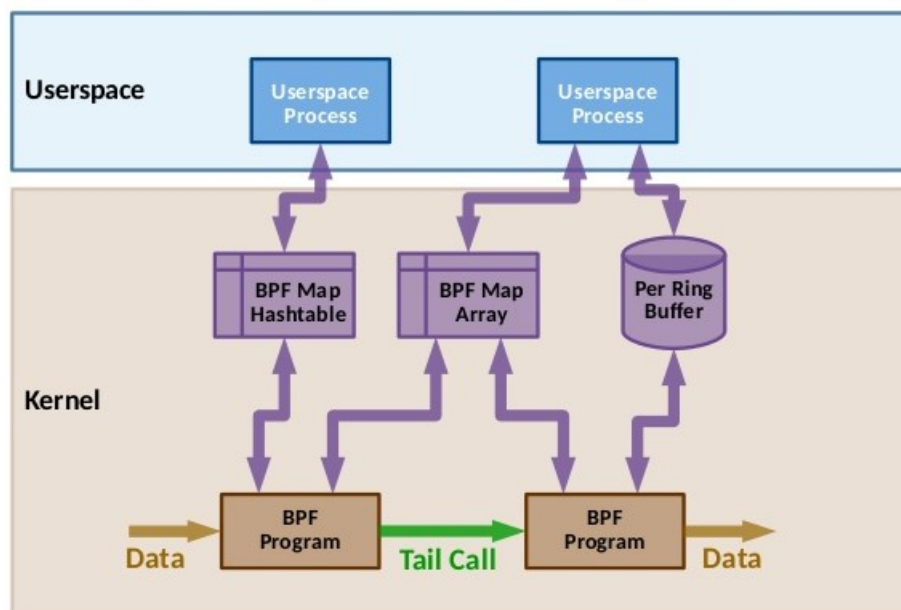 Userspace
Userspace
Process
Userspace
Process
BPF Map
Hashtable
BPF Map
Array
Per Ring
Buffer
Kernel
BPF
Program
BPF
Program
Data
Tail Call
Data